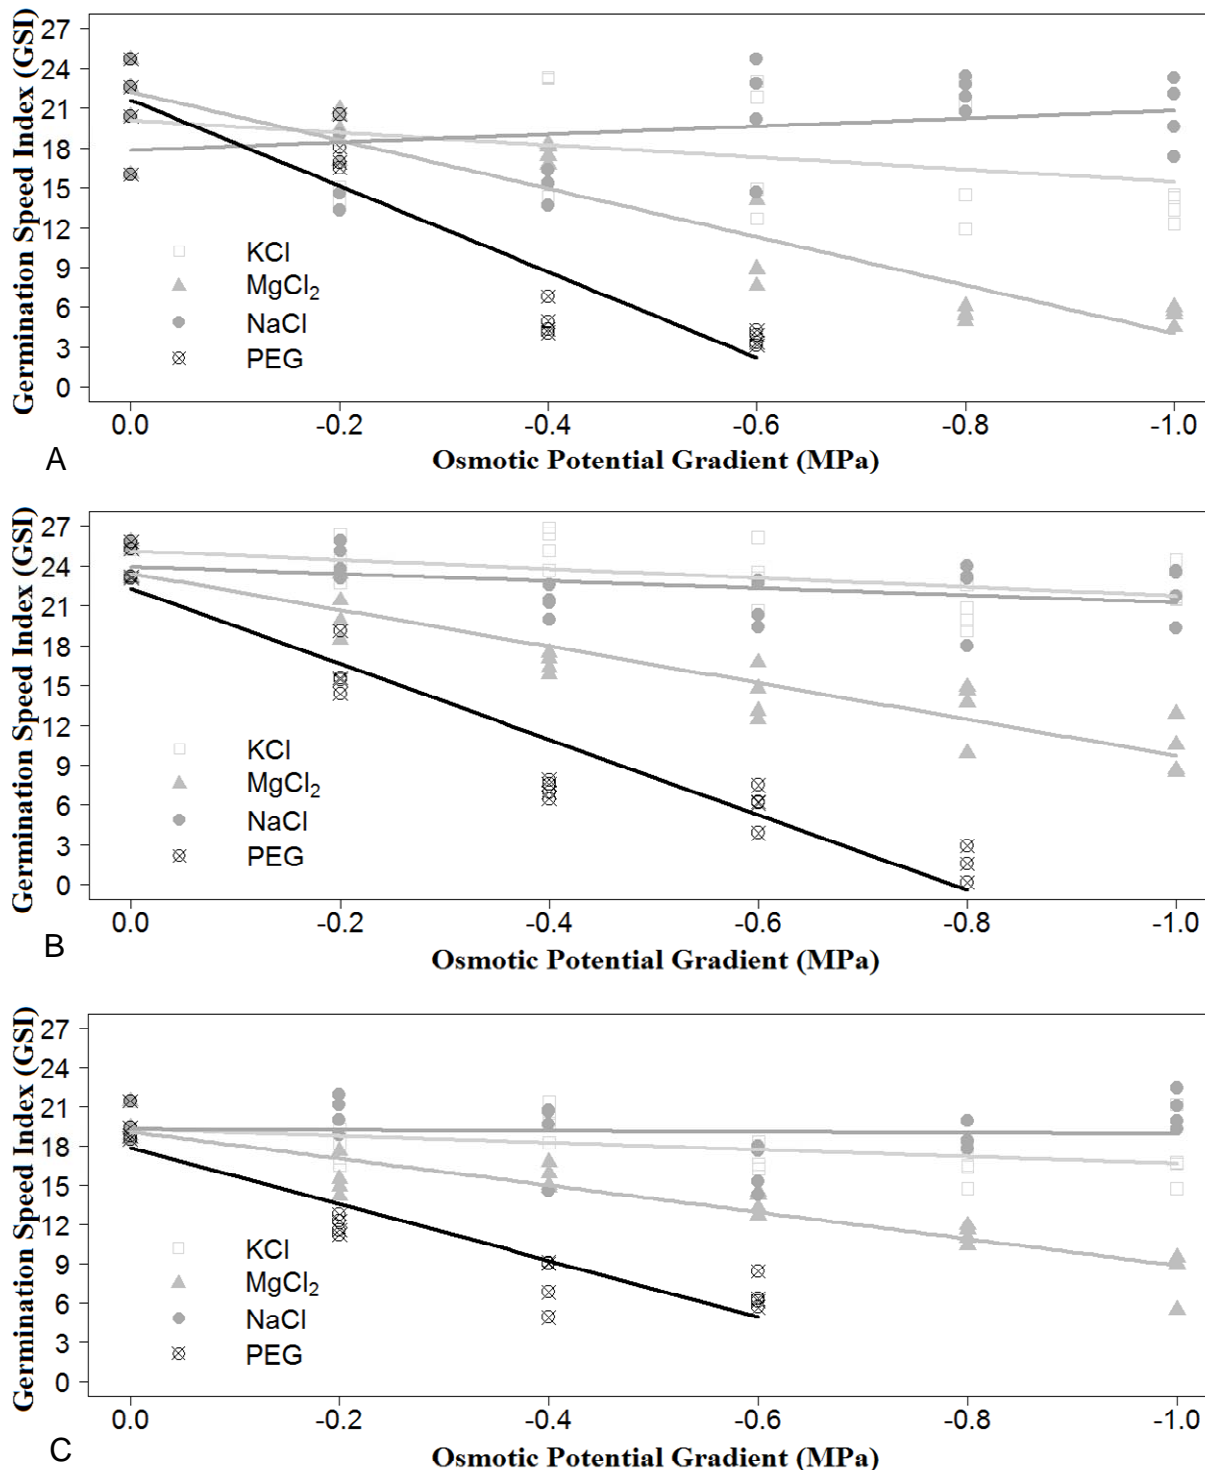 Germination Speed Index (GSI)
27
24
21
18
15
12
9
6
3
0
KCl
MgCl₂
NaCl
PEG
0.0 -0.2 -0.4 -0.6 -0.8 -1.0
A
Osmotic Potential Gradient (MPa)
Germination Speed Index (GSI)
27
24
21
18
15
12
9
6
3
0
KCl
MgCl₂
NaCl
PEG
0.0 -0.2 -0.4 -0.6 -0.8 -1.0
B
Osmotic Potential Gradient (MPa)
Germination Speed Index (GSI)
27
24
21
18
15
12
9
6
3
0
KCl
MgCl₂
NaCl
PEG
0.0 -0.2 -0.4 -0.6 -0.8 -1.0
C
Osmotic Potential Gradient (MPa)